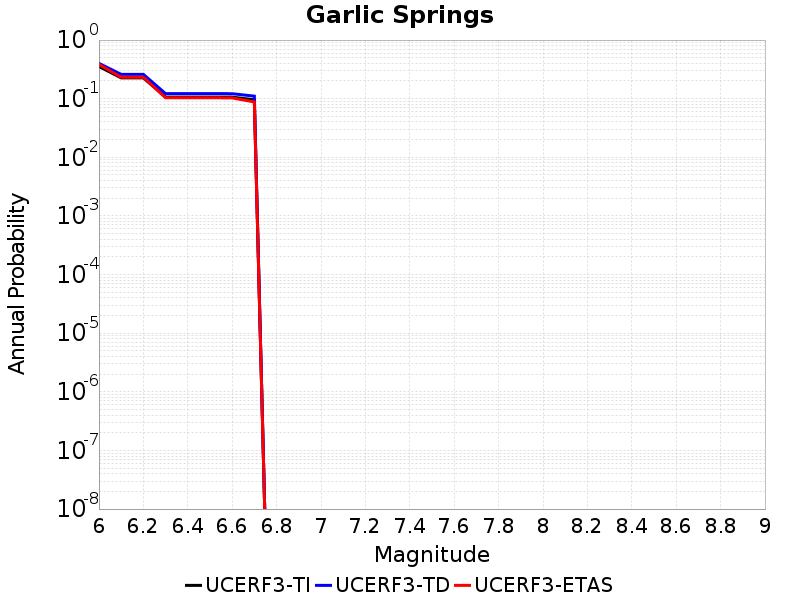 Garlic Springs
Annual Probability
10^0
10^-1
10^-2
10^-3
10^-4
10^-5
10^-6
10^-7
10^-8
6 6.2 6.4 6.6 6.8 7 7.2 7.4 7.6 7.8 8 8.2 8.4 8.6 8.8 9
Magnitude
UCERF3-TI UCERF3-TD UCERF3-ETAS